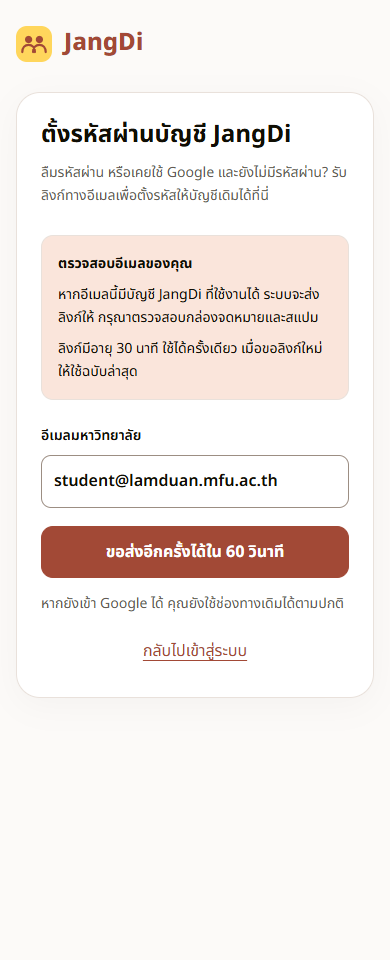 JangDi
ตั้งรหัสผ่านบัญชี JangDi
ลืมรหัสผ่าน หรือเคยใช้ Google และยังไม่มีรหัสผ่าน? รับ
ลิงก์ทางอีเมลเพื่อตั้งรหัสให้บัญชีเดิมได้ที่นี่
ตรวจสอบอีเมลของคุณ
หากอีเมลนี้มีบัญชี JangDi ที่ใช้งานได้ ระบบจะส่ง
ลิงก์ให้ กรุณาตรวจสอบกล่องจดหมายและสแปม
ลิงก์มีอายุ 30 นาที ใช้ได้ครั้งเดียว เมื่อขอลิงก์ใหม่
ให้ใช้ฉบับล่าสุด
อีเมลมหาวิทยาลัย
student@lamduan.mfu.ac.th
ขอส่งอีกครั้งได้ใน 60 วินาที
หากยังเข้า Google ได้ คุณยังใช้ช่องทางเดิมได้ตามปกติ
กลับไปเข้าสู่ระบบ